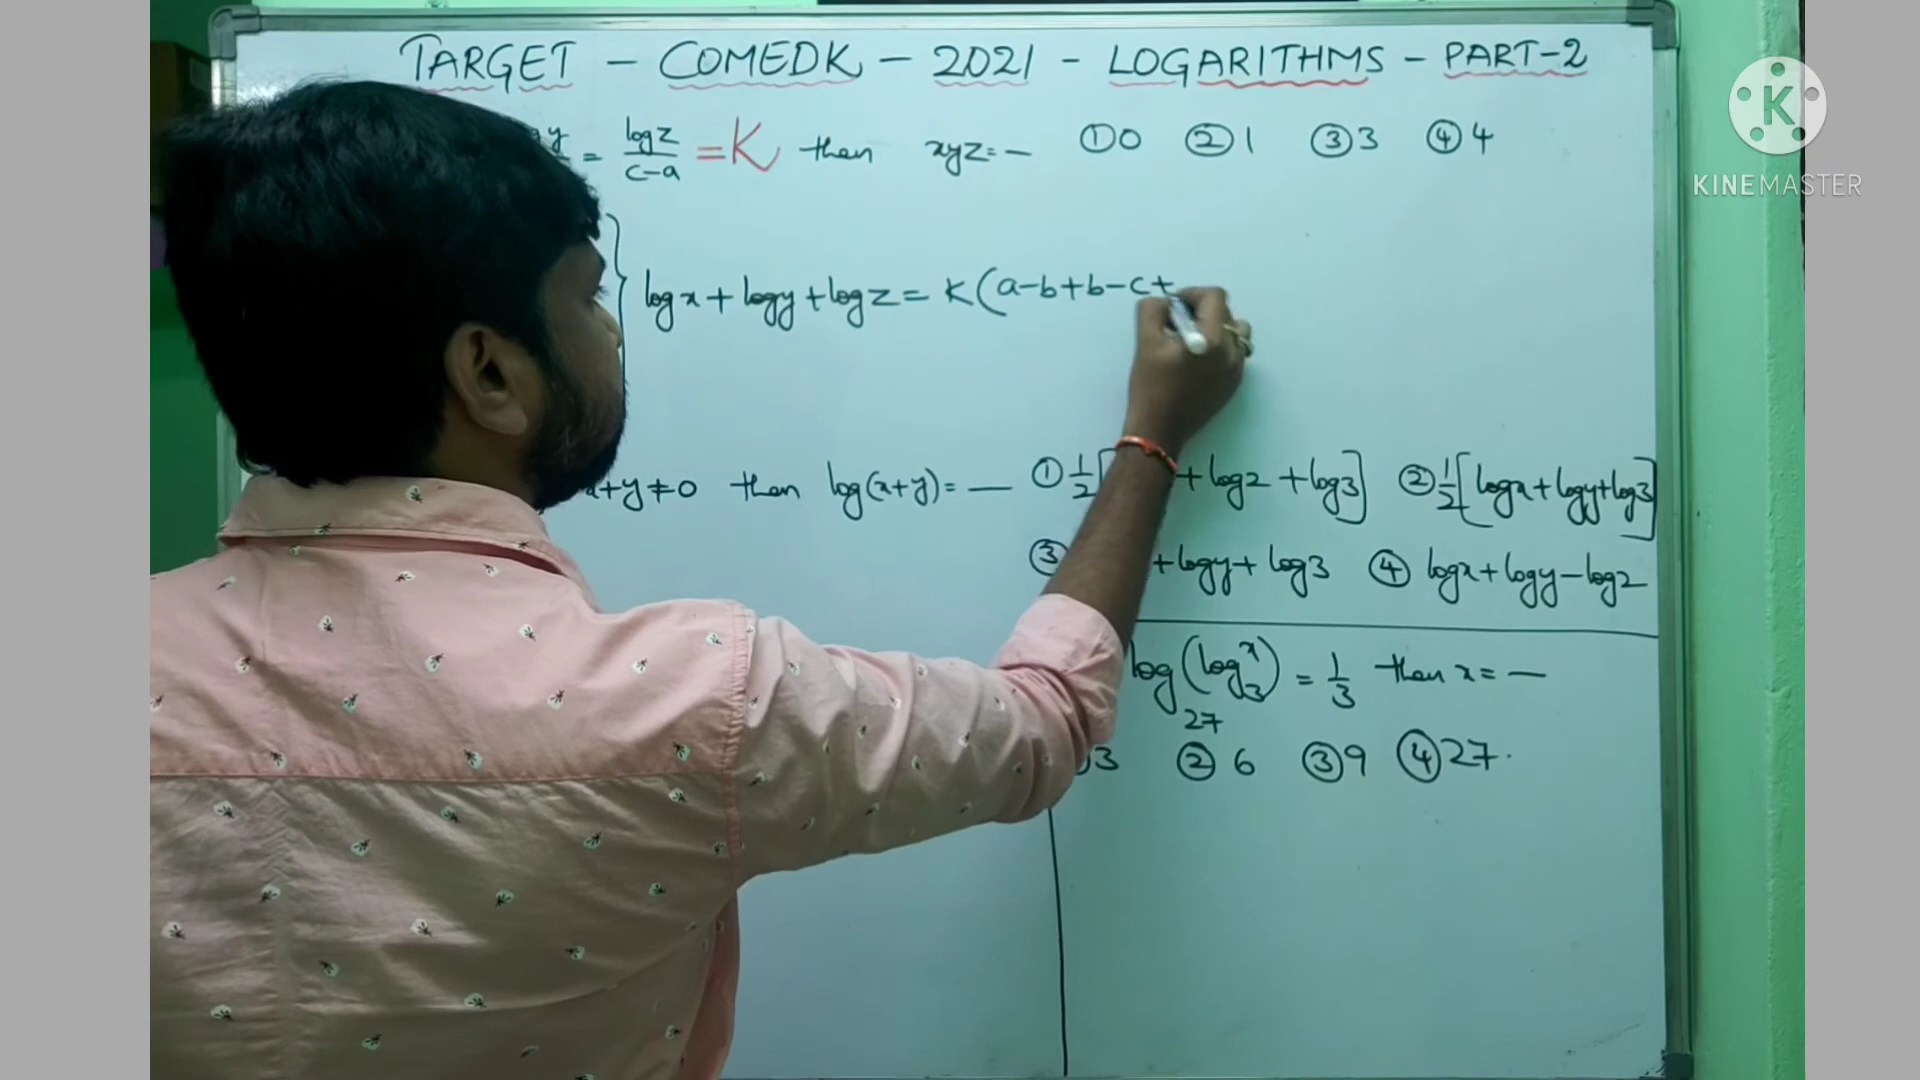 TARGET - COMEDK - 2021 - LOGARITHMS - PART-2
y = log z / c-a = K then xyz = — ① 0 ② 1 ③ 3 ④ 4
K
KINEMASTER
log x + log y + log z = K (a-b+b-c+
x+y≠0 then log(x+y) = — ① 1/2 [ + log 2 + log 3] ② 1/2 [log x + log y + log 3]
③ + log y + log 3 ④ log x + log y - log 2
log 27 (log 3 x) = 1/3 then x = —
3 ② 6 ③ 9 ④ 27.